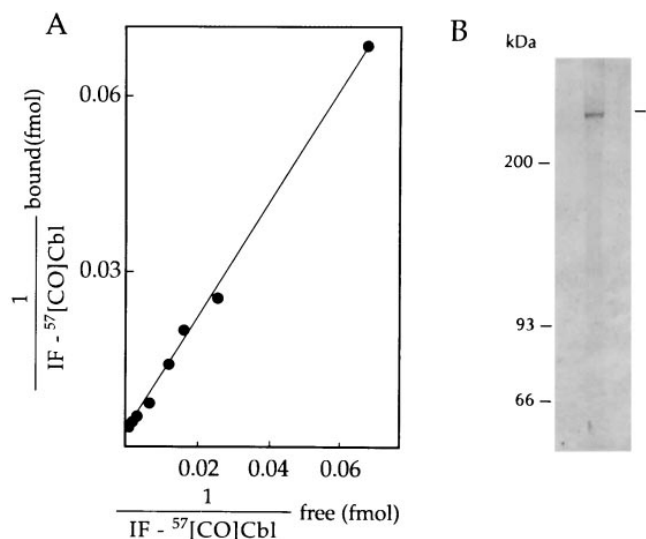 A
0.06
0.03
1
IF - ⁵⁷[CO]Cbl
bound(fmol)
0.02 0.04 0.06
1
IF - ⁵⁷[CO]Cbl
free (fmol)
B
kDa
200 –
93 –
66 –